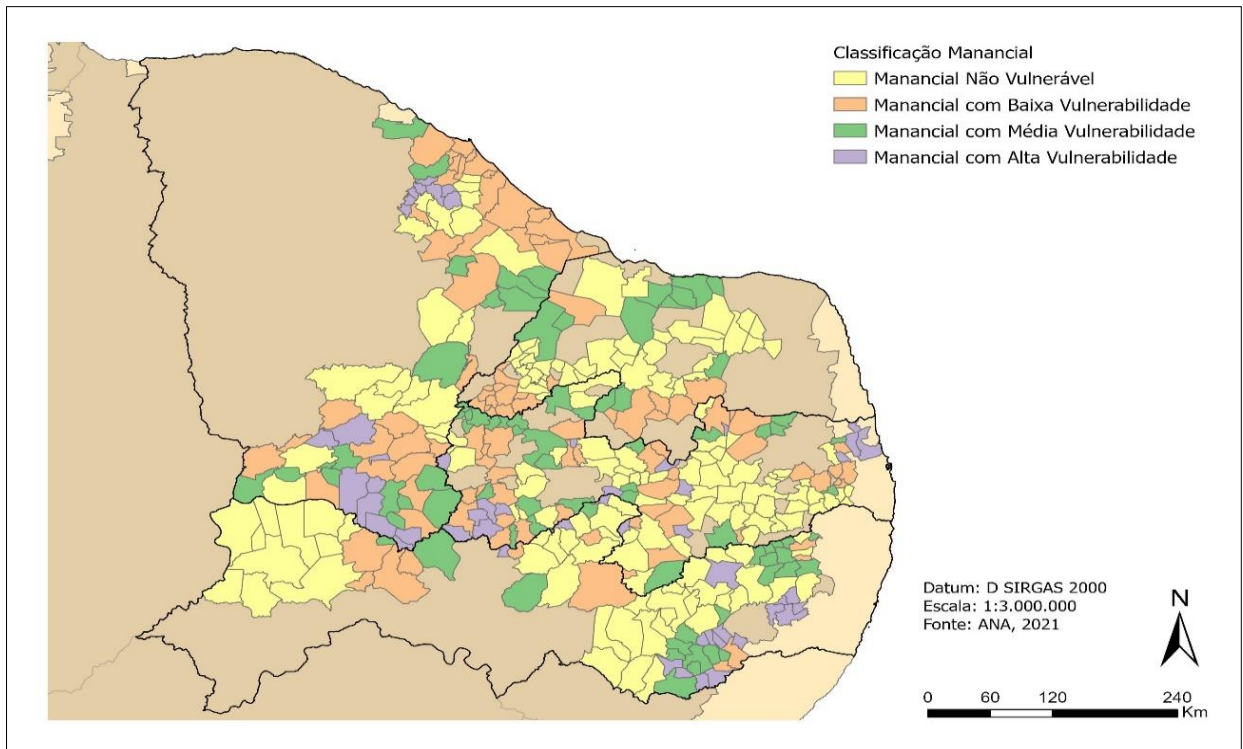 Classificação Manancial
Manancial Não Vulnerável
Manancial com Baixa Vulnerabilidade
Manancial com Média Vulnerabilidade
Manancial com Alta Vulnerabilidade
Datum: D SIRGAS 2000
Escala: 1:3.000.000
Fonte: ANA, 2021
N
0 60 120 240
Km